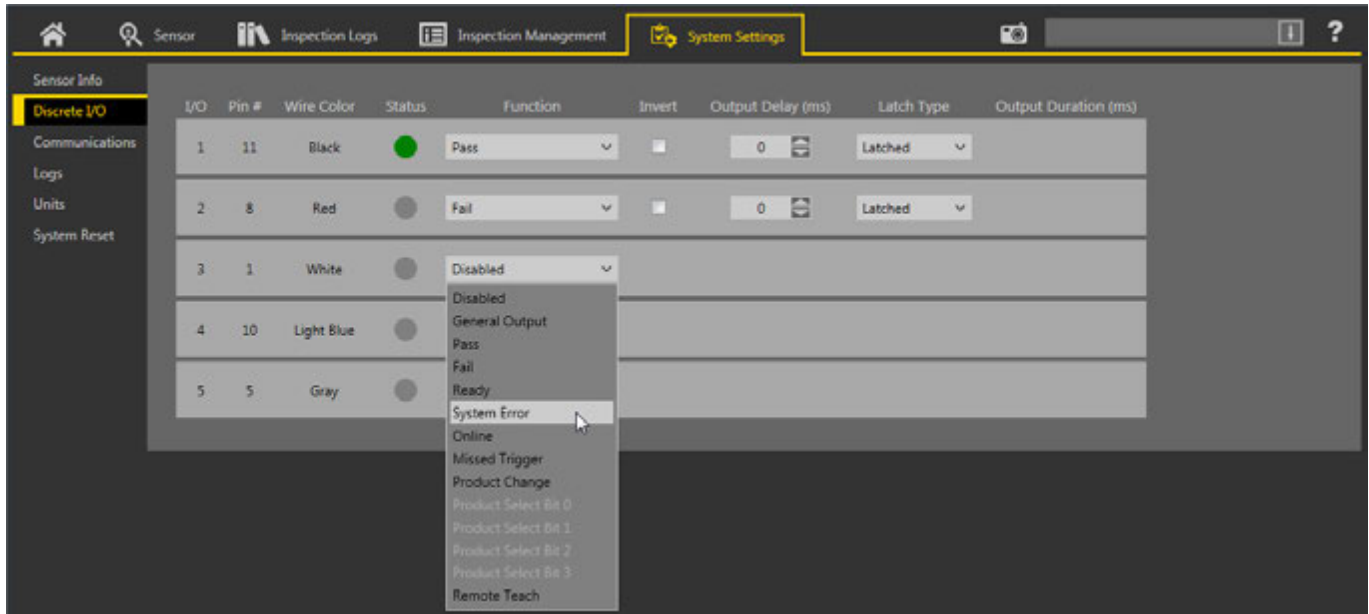 Sensor Inspection Logs Inspection Management System Settings ?
Sensor Info
Discrete I/O
Communications
Logs
Units
System Reset
I/O Pin # Wire Color Status Function Invert Output Delay (ms) Latch Type Output Duration (ms)
1 11 Black Pass 0 Latched
2 8 Red Fail 0 Latched
3 1 White Disabled
4 10 Light Blue
5 5 Gray
Disabled
General Output
Pass
Fail
Ready
System Error
Online
Missed Trigger
Product Change
Product Select Bit 0
Product Select Bit 1
Product Select Bit 2
Product Select Bit 3
Remote Teach